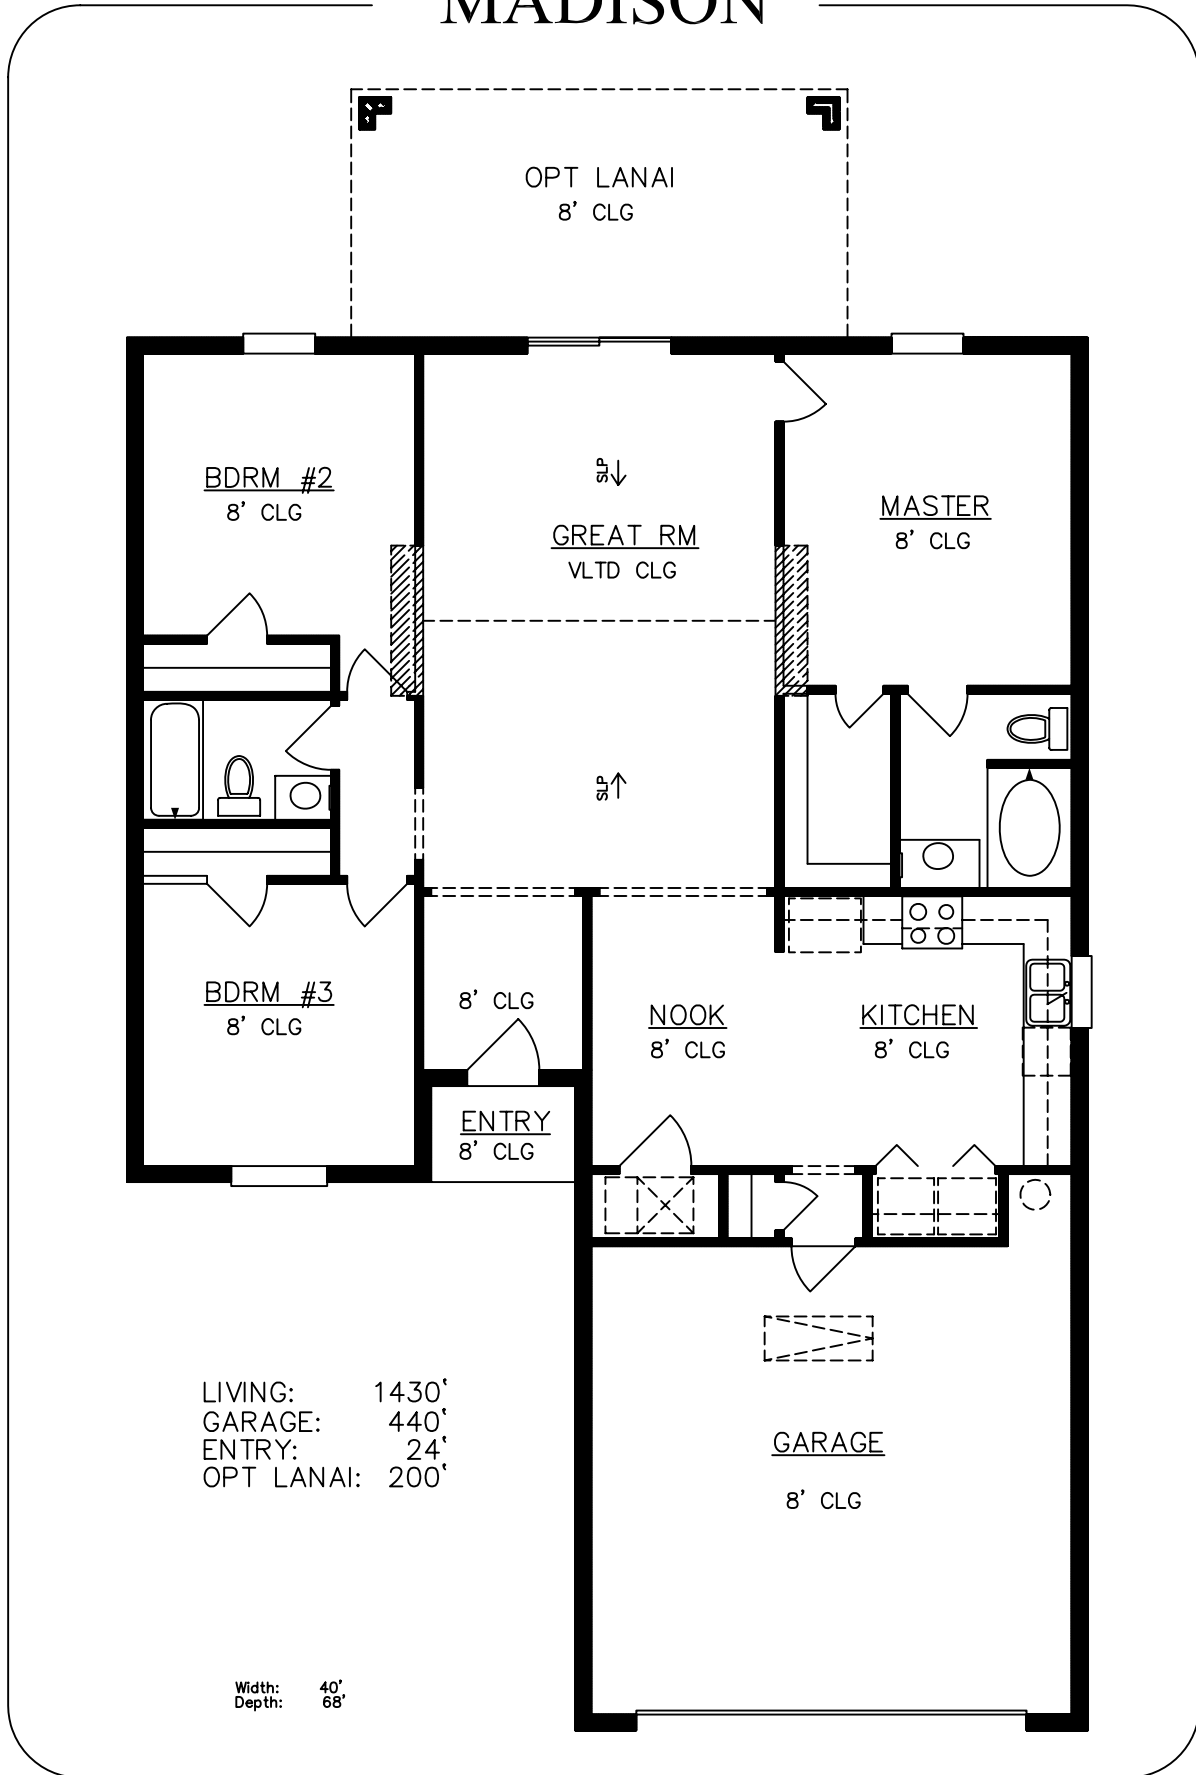 MADISON
OPT LANAI
8' CLG
BDRM #2
8' CLG
SLP
GREAT RM
VLTD CLG
MASTER
8' CLG
SLP
BDRM #3
8' CLG
8' CLG
NOOK
8' CLG
KITCHEN
8' CLG
ENTRY
8' CLG
LIVING: 1430'
GARAGE: 440'
ENTRY: 24'
OPT LANAI: 200'
GARAGE
8' CLG
Width: 40'
Depth: 68'